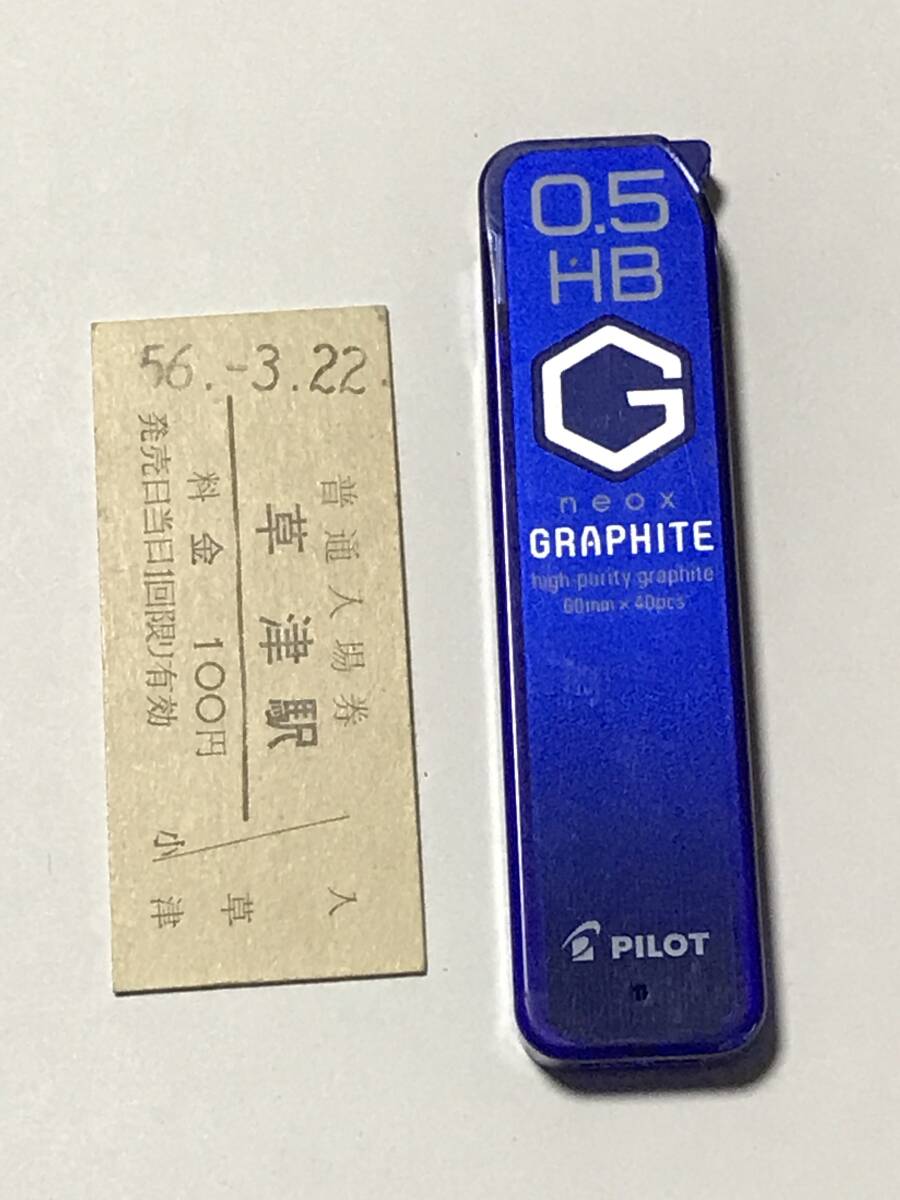 56.-3.22.
普通入場券
草津駅
料金 100円
発売日当日1回限り有効
小
入
草
津
0.5
HB
G
neox
GRAPHITE
high-purity graphite
60mm × 40pcs
PILOT